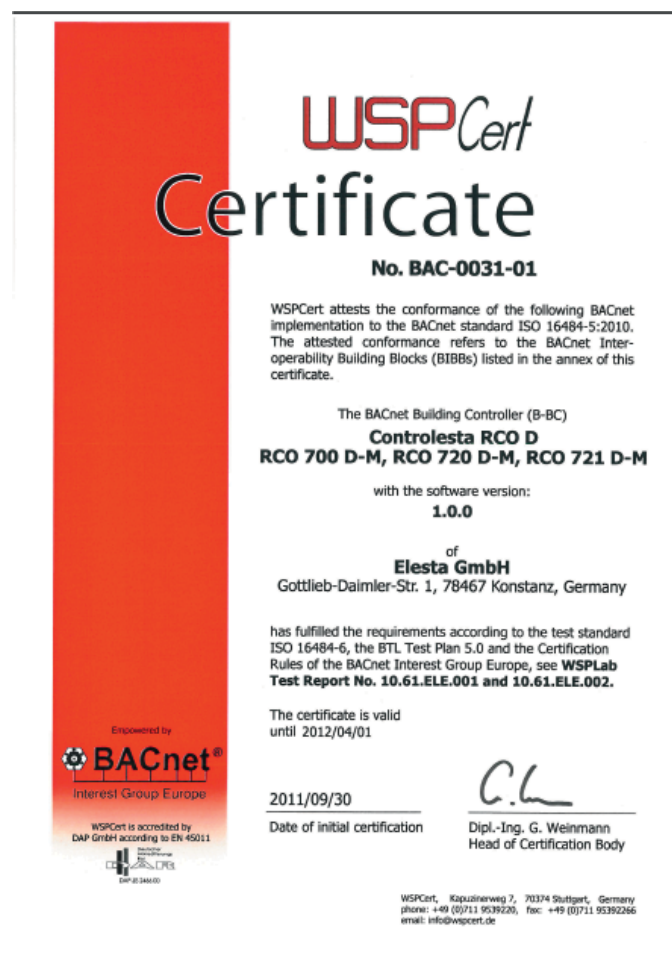 WSPCert
Certificate
No. BAC-0031-01
WSPCert attests the conformance of the following BACnet
implementation to the BACnet standard ISO 16484-5:2010.
The attested conformance refers to the BACnet Inter-
operability Building Blocks (BIBBs) listed in the annex of this
certificate.
The BACnet Building Controller (B-BC)
Controlesta RCO D
RCO 700 D-M, RCO 720 D-M, RCO 721 D-M
with the software version:
1.0.0
of
Elesta GmbH
Gottlieb-Daimler-Str. 1, 78467 Konstanz, Germany
has fulfilled the requirements according to the test standard
ISO 16484-6, the BTL Test Plan 5.0 and the Certification
Rules of the BACnet Interest Group Europe, see WSPLab
Test Report No. 10.61.ELE.001 and 10.61.ELE.002.
The certificate is valid
until 2012/04/01
Empowered by
BACnet®
Interest Group Europe
WSPCert is accredited by
DAP GmbH according to EN 45011
2011/09/30
Date of initial certification
Dipl.-Ing. G. Weinmann
Head of Certification Body
WSPCert, Kapuzinerweg 7, 70374 Stuttgart, Germany
phone: +49 (0)711 9539220, fax: +49 (0)711 95392266
email: info@wspcert.de